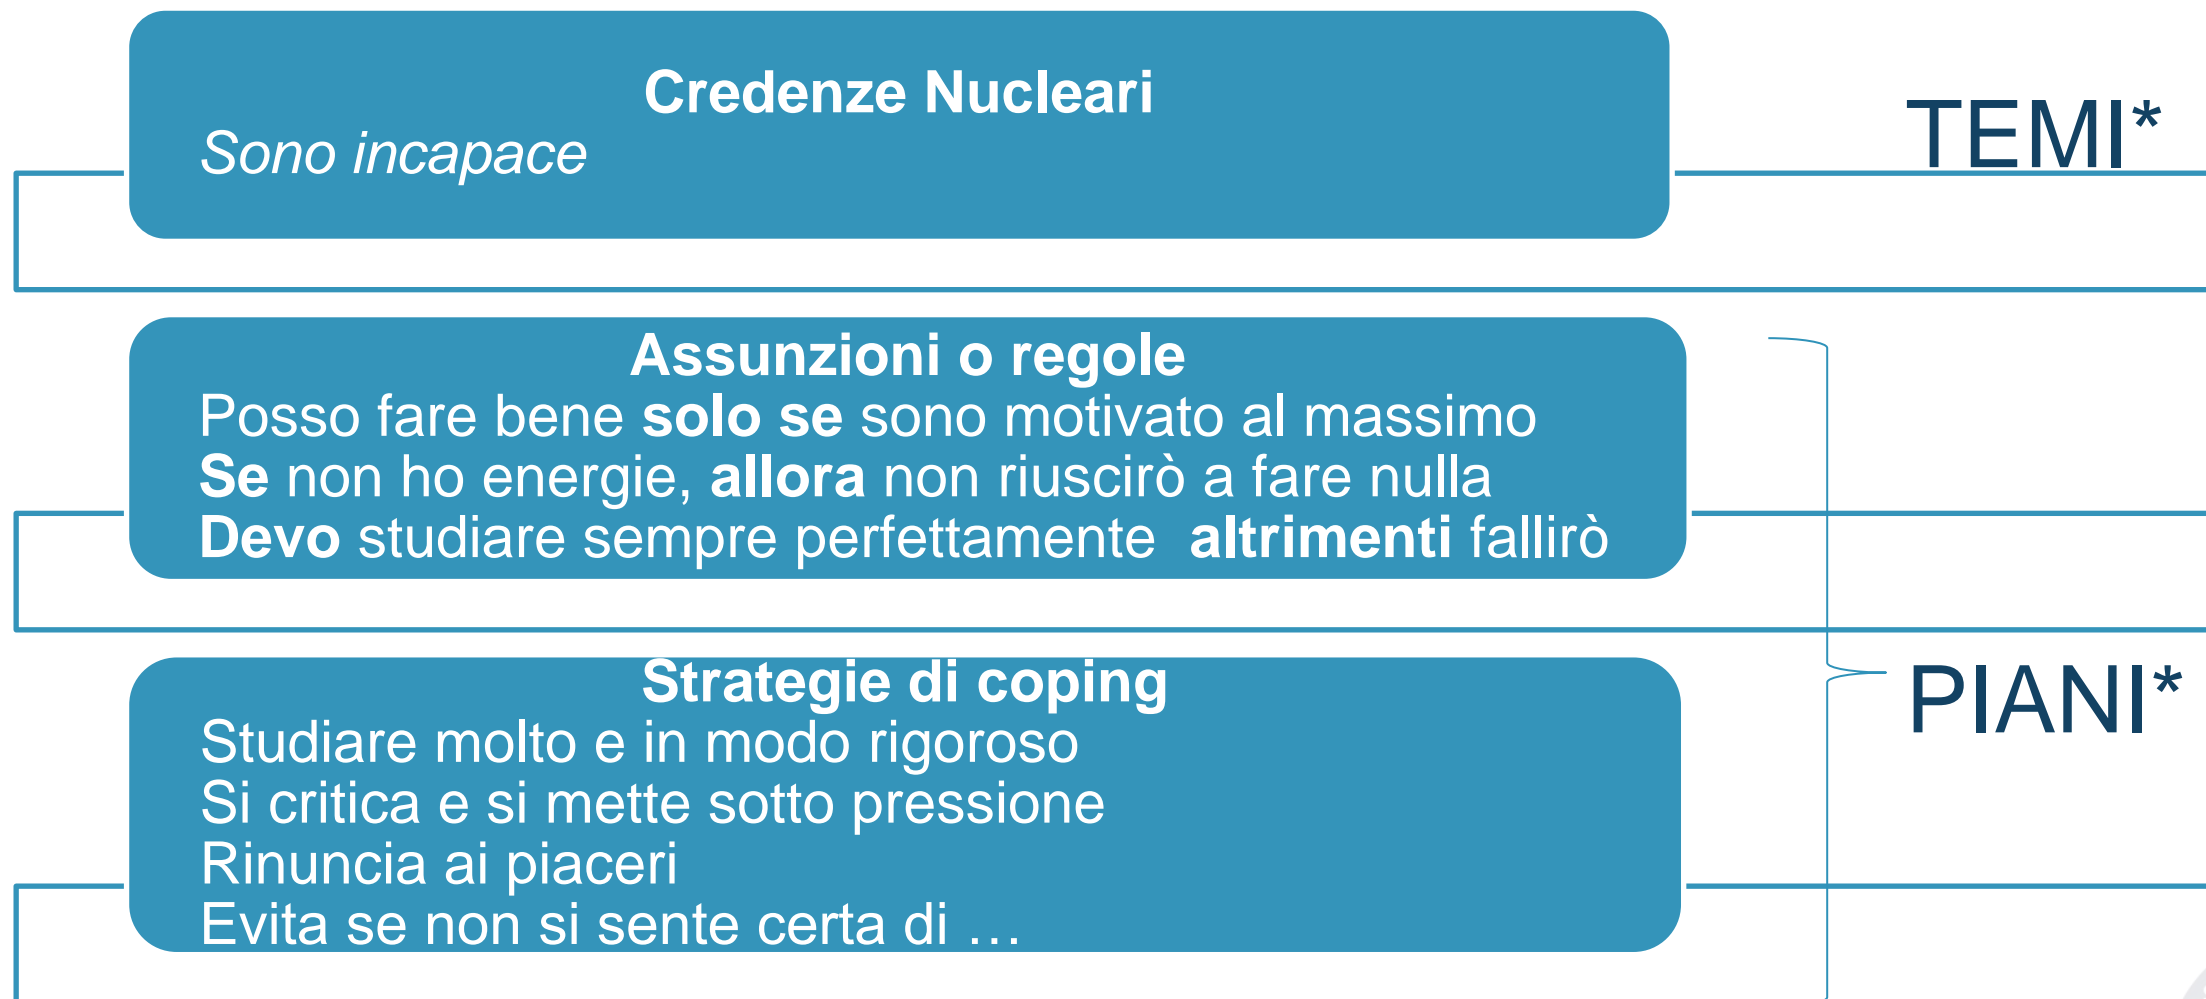 Credenze Nucleari
Sono incapace
TEMI*
Assunzioni o regole
Posso fare bene solo se sono motivato al massimo
Se non ho energie, allora non riuscirò a fare nulla
Devo studiare sempre perfettamente  altrimenti fallirò
Strategie di coping
Studiare molto e in modo rigoroso
Si critica e si mette sotto pressione
Rinuncia ai piaceri
Evita se non si sente certa di …
PIANI*